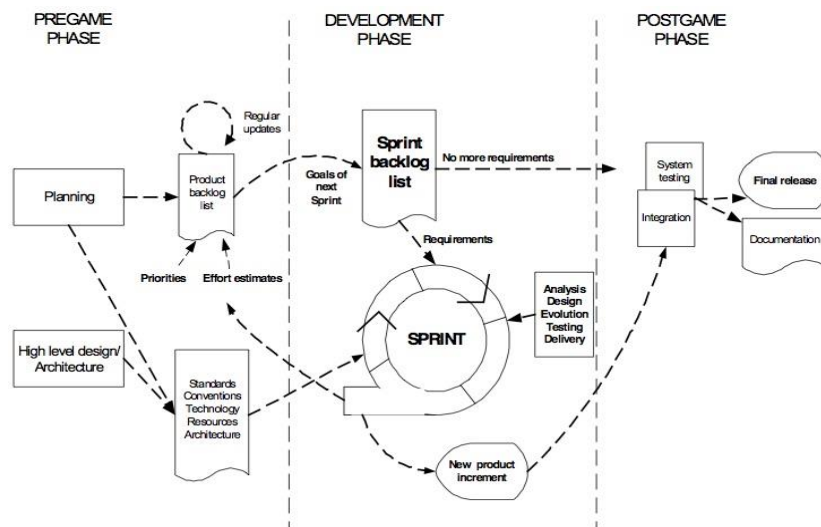 PREGAME
PHASE
DEVELOPMENT
PHASE
POSTGAME
PHASE
Regular
updates
Planning
Product
backlog
list
Goals of
next
Sprint
Sprint
backlog
list
No more requirements
System
testing
Integration
Final release
Documentation
Priorities
Effort estimates
Requirements
Analysis
Design
Evolution
Testing
Delivery
SPRINT
High level design/
Architecture
Standards
Conventions
Technology
Resources
Architecture
New product
increment